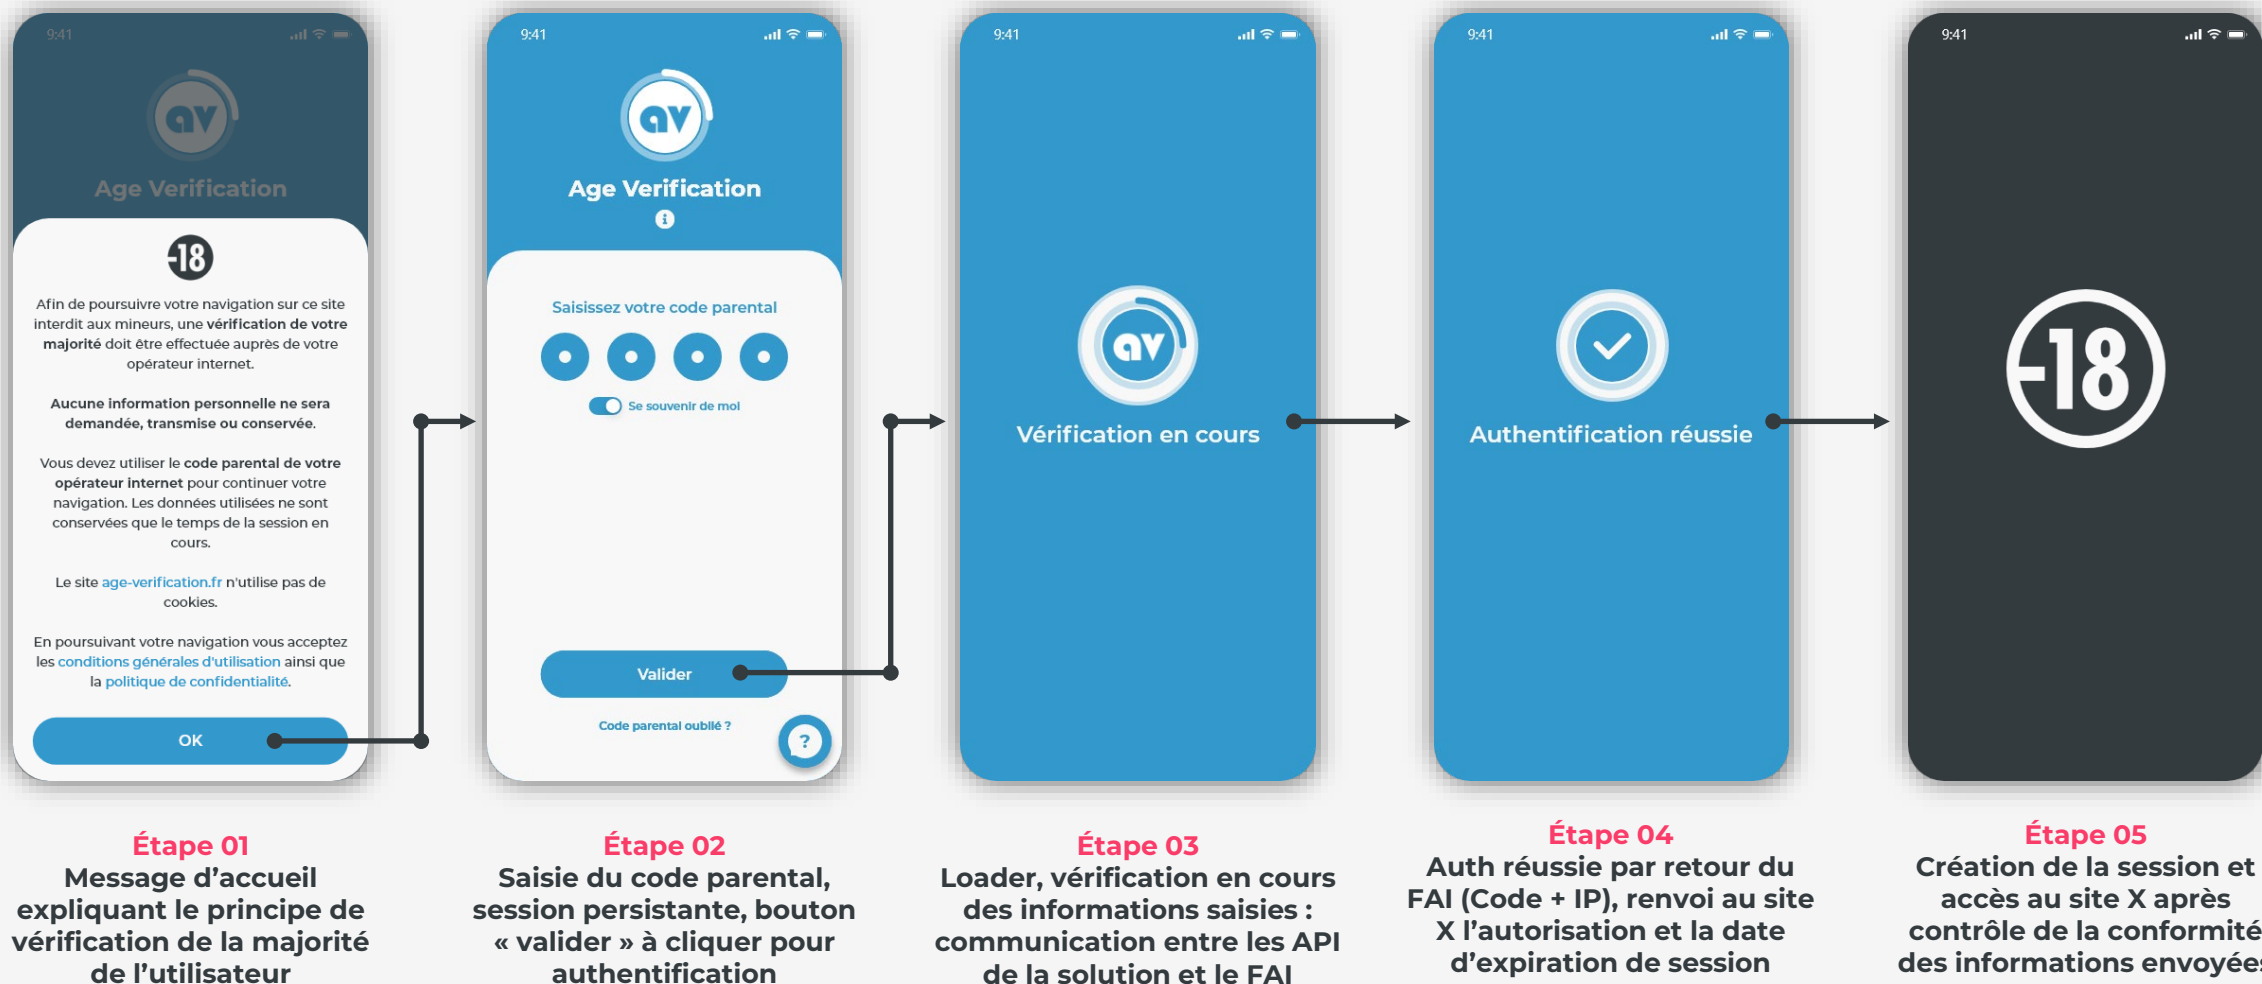 9:41
av
Age Verification
-18
Afin de poursuivre votre navigation sur ce site
interdit aux mineurs, une vérification de votre
majorité doit être effectuée auprès de votre
opérateur internet.
Aucune information personnelle ne sera
demandée, transmise ou conservée.
Vous devez utiliser le code parental de votre
opérateur internet pour continuer votre
navigation. Les données utilisées ne sont
conservées que le temps de la session en
cours.
Le site age-verification.fr n'utilise pas de
cookies.
En poursuivant votre navigation vous acceptez
les conditions générales d'utilisation ainsi que
la politique de confidentialité.
OK
Étape 01
Message d’accueil
expliquant le principe de
vérification de la majorité
de l’utilisateur
9:41
av
Age Verification
i
Saisissez votre code parental
Se souvenir de moi
Valider
Code parental oublié ?
?
Étape 02
Saisie du code parental,
session persistante, bouton
« valider » à cliquer pour
authentification
9:41
av
Vérification en cours
Étape 03
Loader, vérification en cours
des informations saisies :
communication entre les API
de la solution et le FAI
9:41
Authentification réussie
Étape 04
Auth réussie par retour du
FAI (Code + IP), renvoi au site
X l’autorisation et la date
d’expiration de session
9:41
-18
Étape 05
Création de la session et
accès au site X après
contrôle de la conformité
des informations envoyées